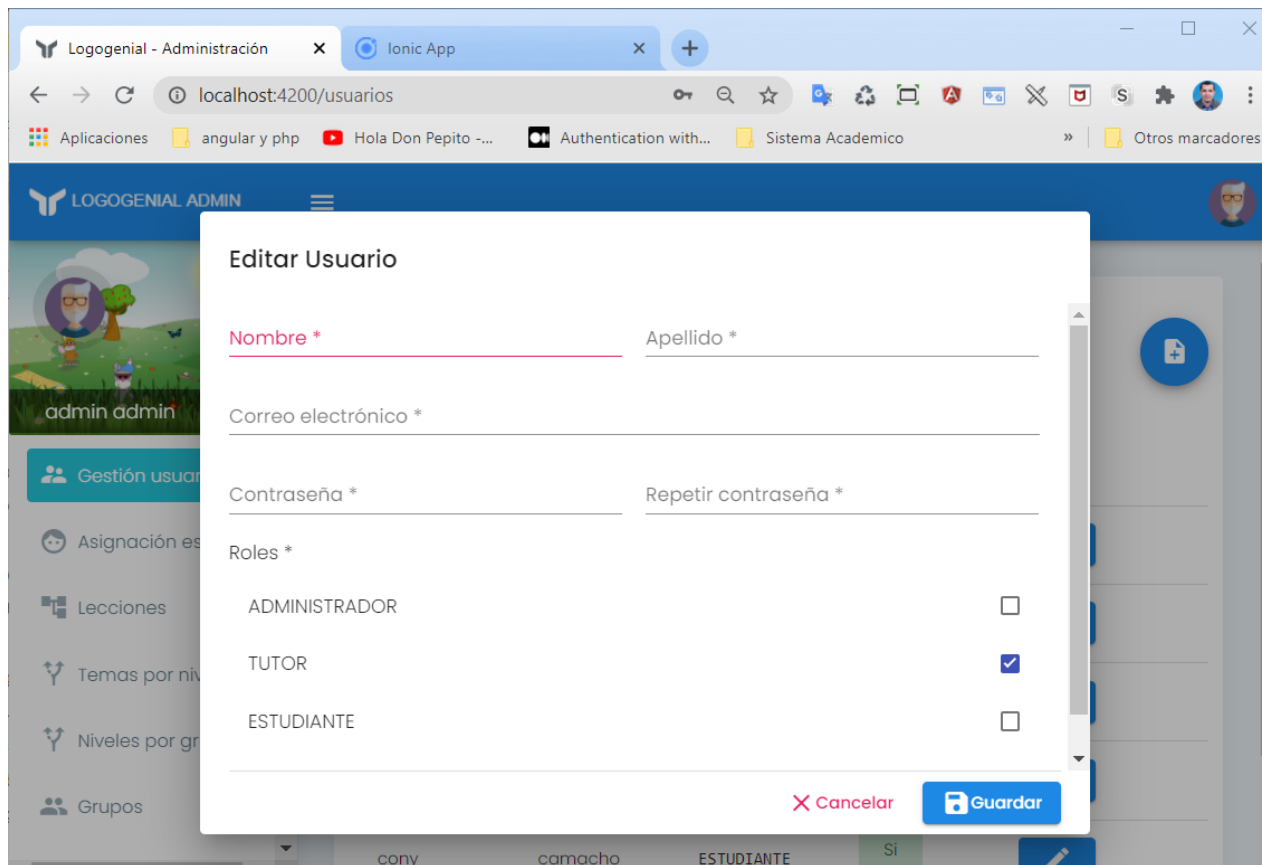 Logogenial - Administración
Ionic App
localhost:4200/usuarios
Aplicaciones
angular y php
Hola Don Pepito -...
Authentication with...
Sistema Academico
»
Otros marcadores
LOGOGENIAL ADMIN
admin admin
Gestión usuar
Asignación es
Lecciones
Temas por niv
Niveles por gr
Grupos
Editar Usuario
Nombre *
Apellido *
Correo electrónico *
Contraseña *
Repetir contraseña *
Roles *
ADMINISTRADOR
TUTOR
ESTUDIANTE
Cancelar
Guardar
cony camacho ESTUDIANTE Si